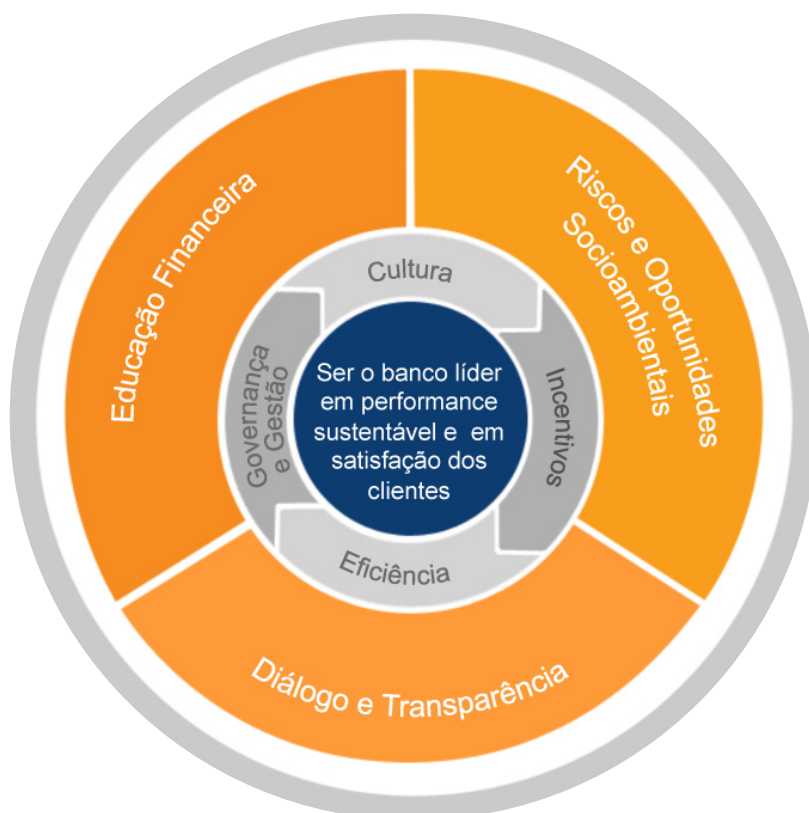 Educação Financeira
Riscos e Oportunidades
Socioambientais
Cultura
Governança
e Gestão
Ser o banco líder
em performance
sustentável e em
satisfação dos
clientes
Incentivos
Eficiência
Diálogo e Transparência